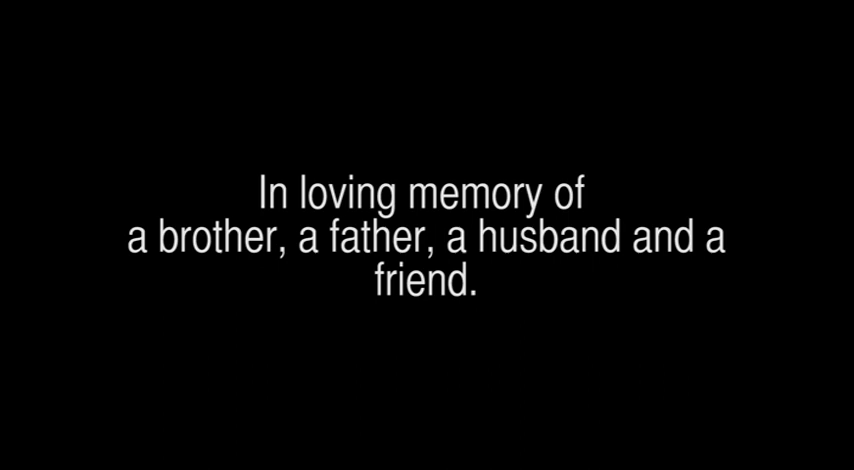 In loving memory of
a brother, a father, a husband and a
friend.